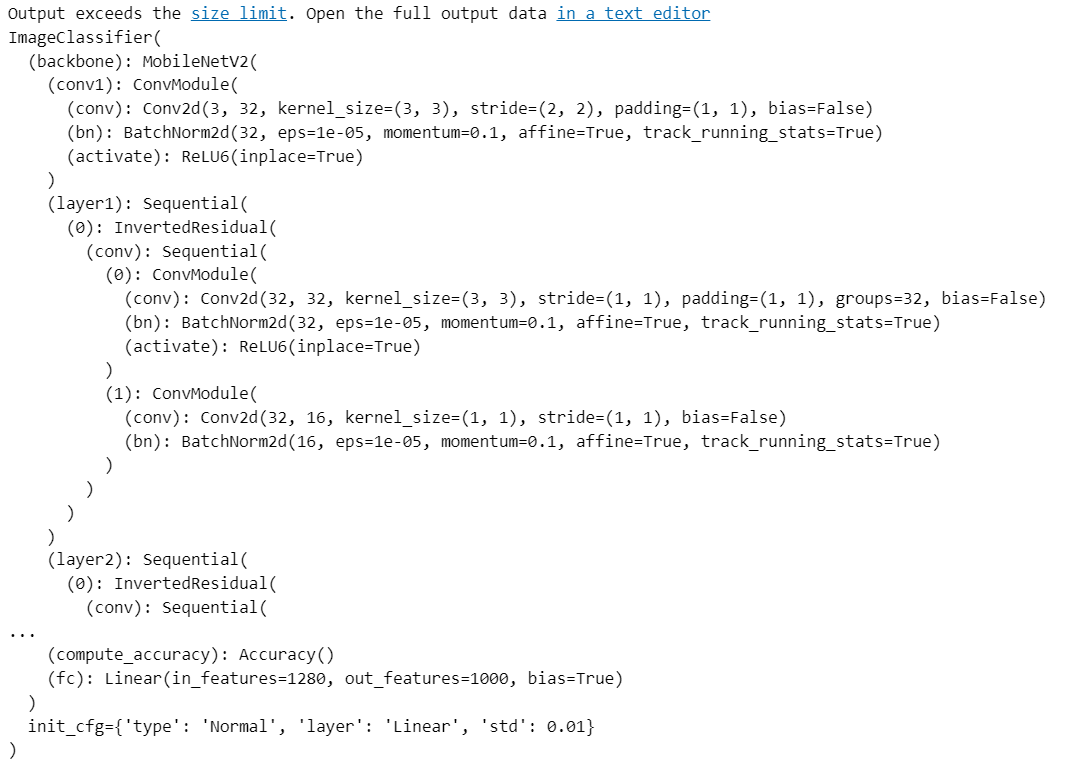 Output exceeds the size limit. Open the full output data in a text editor
ImageClassifier(
  (backbone): MobileNetV2(
    (conv1): ConvModule(
      (conv): Conv2d(3, 32, kernel_size=(3, 3), stride=(2, 2), padding=(1, 1), bias=False)
      (bn): BatchNorm2d(32, eps=1e-05, momentum=0.1, affine=True, track_running_stats=True)
      (activate): ReLU6(inplace=True)
    )
    (layer1): Sequential(
      (0): InvertedResidual(
        (conv): Sequential(
          (0): ConvModule(
            (conv): Conv2d(32, 32, kernel_size=(3, 3), stride=(1, 1), padding=(1, 1), groups=32, bias=False)
            (bn): BatchNorm2d(32, eps=1e-05, momentum=0.1, affine=True, track_running_stats=True)
            (activate): ReLU6(inplace=True)
          )
          (1): ConvModule(
            (conv): Conv2d(32, 16, kernel_size=(1, 1), stride=(1, 1), bias=False)
            (bn): BatchNorm2d(16, eps=1e-05, momentum=0.1, affine=True, track_running_stats=True)
          )
        )
      )
    )
    (layer2): Sequential(
      (0): InvertedResidual(
        (conv): Sequential(
...
    (compute_accuracy): Accuracy()
    (fc): Linear(in_features=1280, out_features=1000, bias=True)
  )
  init_cfg={'type': 'Normal', 'layer': 'Linear', 'std': 0.01}
)